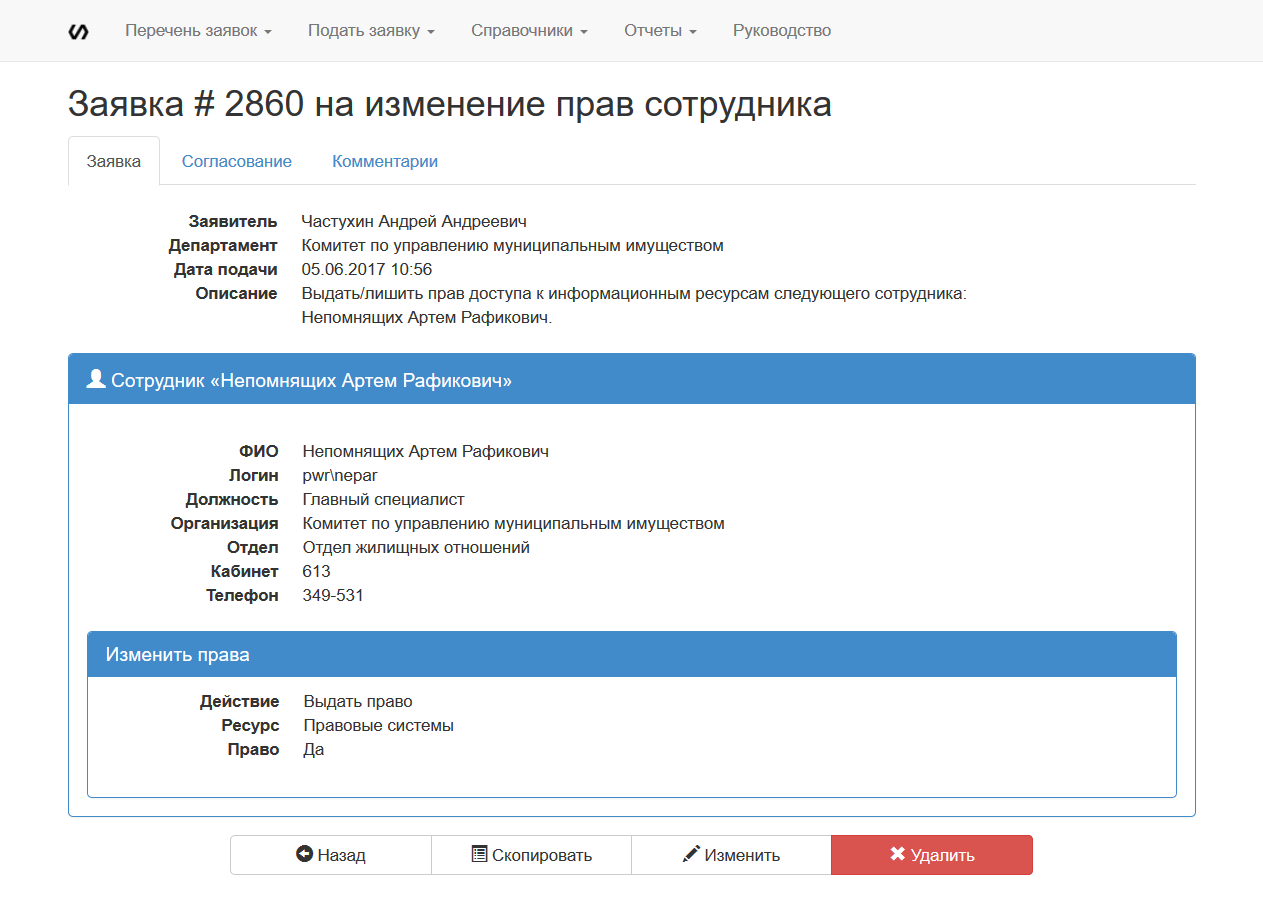 Перечень заявок Подать заявку Справочники Отчеты Руководство
Заявка # 2860 на изменение прав сотрудника
Заявка Согласование Комментарии
Заявитель Частухин Андрей Андреевич
Департамент Комитет по управлению муниципальным имуществом
Дата подачи 05.06.2017 10:56
Описание Выдать/лишить прав доступа к информационным ресурсам следующего сотрудника:
Непомнящих Артем Рафикович.
Сотрудник «Непомнящих Артем Рафикович»
ФИО Непомнящих Артем Рафикович
Логин pwr\nepar
Должность Главный специалист
Организация Комитет по управлению муниципальным имуществом
Отдел Отдел жилищных отношений
Кабинет 613
Телефон 349-531
Изменить права
Действие Выдать право
Ресурс Правовые системы
Право Да
Назад Скопировать Изменить Удалить